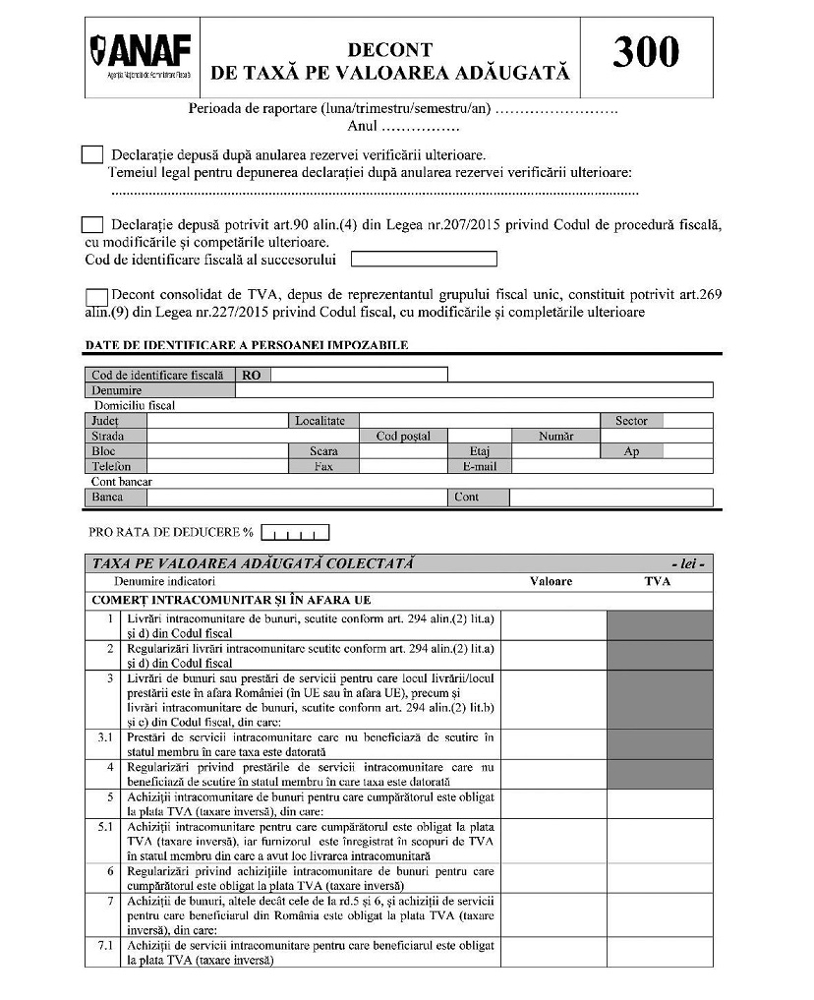 ANAF
Agenția Națională de Administrare Fiscală
DECONT
DE TAXĂ PE VALOAREA ADĂUGATĂ
300
Perioada de raportare (luna/trimestru/semestru/an) …………………….
Anul …………….
Declarație depusă după anularea rezervei verificării ulterioare.
Temeiul legal pentru depunerea declarației după anularea rezervei verificării ulterioare:
Declarație depusă potrivit art.90 alin.(4) din Legea nr.207/2015 privind Codul de procedură fiscală,
cu modificările și competările ulterioare.
Cod de identificare fiscală al succesorului
Decont consolidat de TVA, depus de reprezentantul grupului fiscal unic, constituit potrivit art.269
alin.(9) din Legea nr.227/2015 privind Codul fiscal, cu modificările și completările ulterioare
DATE DE IDENTIFICARE A PERSOANEI IMPOZABILE
Cod de identificare fiscală RO
Denumire
Domiciliu fiscal
Județ Localitate Sector
Strada Cod poștal Număr
Bloc Scara Etaj Ap
Telefon Fax E-mail
Cont bancar
Banca Cont
PRO RATA DE DEDUCERE %
TAXA PE VALOAREA ADĂUGATĂ COLECTATĂ - lei -
Denumire indicatori Valoare TVA
COMERȚ INTRACOMUNITAR ȘI ÎN AFARA UE
1 Livrări intracomunitare de bunuri, scutite conform art. 294 alin.(2) lit.a)
și d) din Codul fiscal
2 Regularizări livrări intracomunitare scutite conform art. 294 alin.(2) lit.a)
și d) din Codul fiscal
3 Livrări de bunuri sau prestări de servicii pentru care locul livrării/locul
prestării este în afara României (în UE sau în afara UE), precum și
livrări intracomunitare de bunuri, scutite conform art. 294 alin.(2) lit.b)
și c) din Codul fiscal, din care:
3.1 Prestări de servicii intracomunitare care nu beneficiază de scutire în
statul membru în care taxa este datorată
4 Regularizări privind prestările de servicii intracomunitare care nu
beneficiază de scutire în statul membru în care taxa este datorată
5 Achiziții intracomunitare de bunuri pentru care cumpărătorul este obligat
la plata TVA (taxare inversă), din care:
5.1 Achiziții intracomunitare pentru care cumpărătorul este obligat la plata
TVA (taxare inversă), iar furnizorul este înregistrat în scopuri de TVA
în statul membru din care a avut loc livrarea intracomunitară
6 Regularizări privind achizițiile intracomunitare de bunuri pentru care
cumpărătorul este obligat la plata TVA (taxare inversă)
7 Achiziții de bunuri, altele decât cele de la rd.5 și 6, și achiziții de servicii
pentru care beneficiarul din România este obligat la plata TVA (taxare
inversă), din care:
7.1 Achiziții de servicii intracomunitare pentru care beneficiarul este obligat
la plata TVA (taxare inversă)